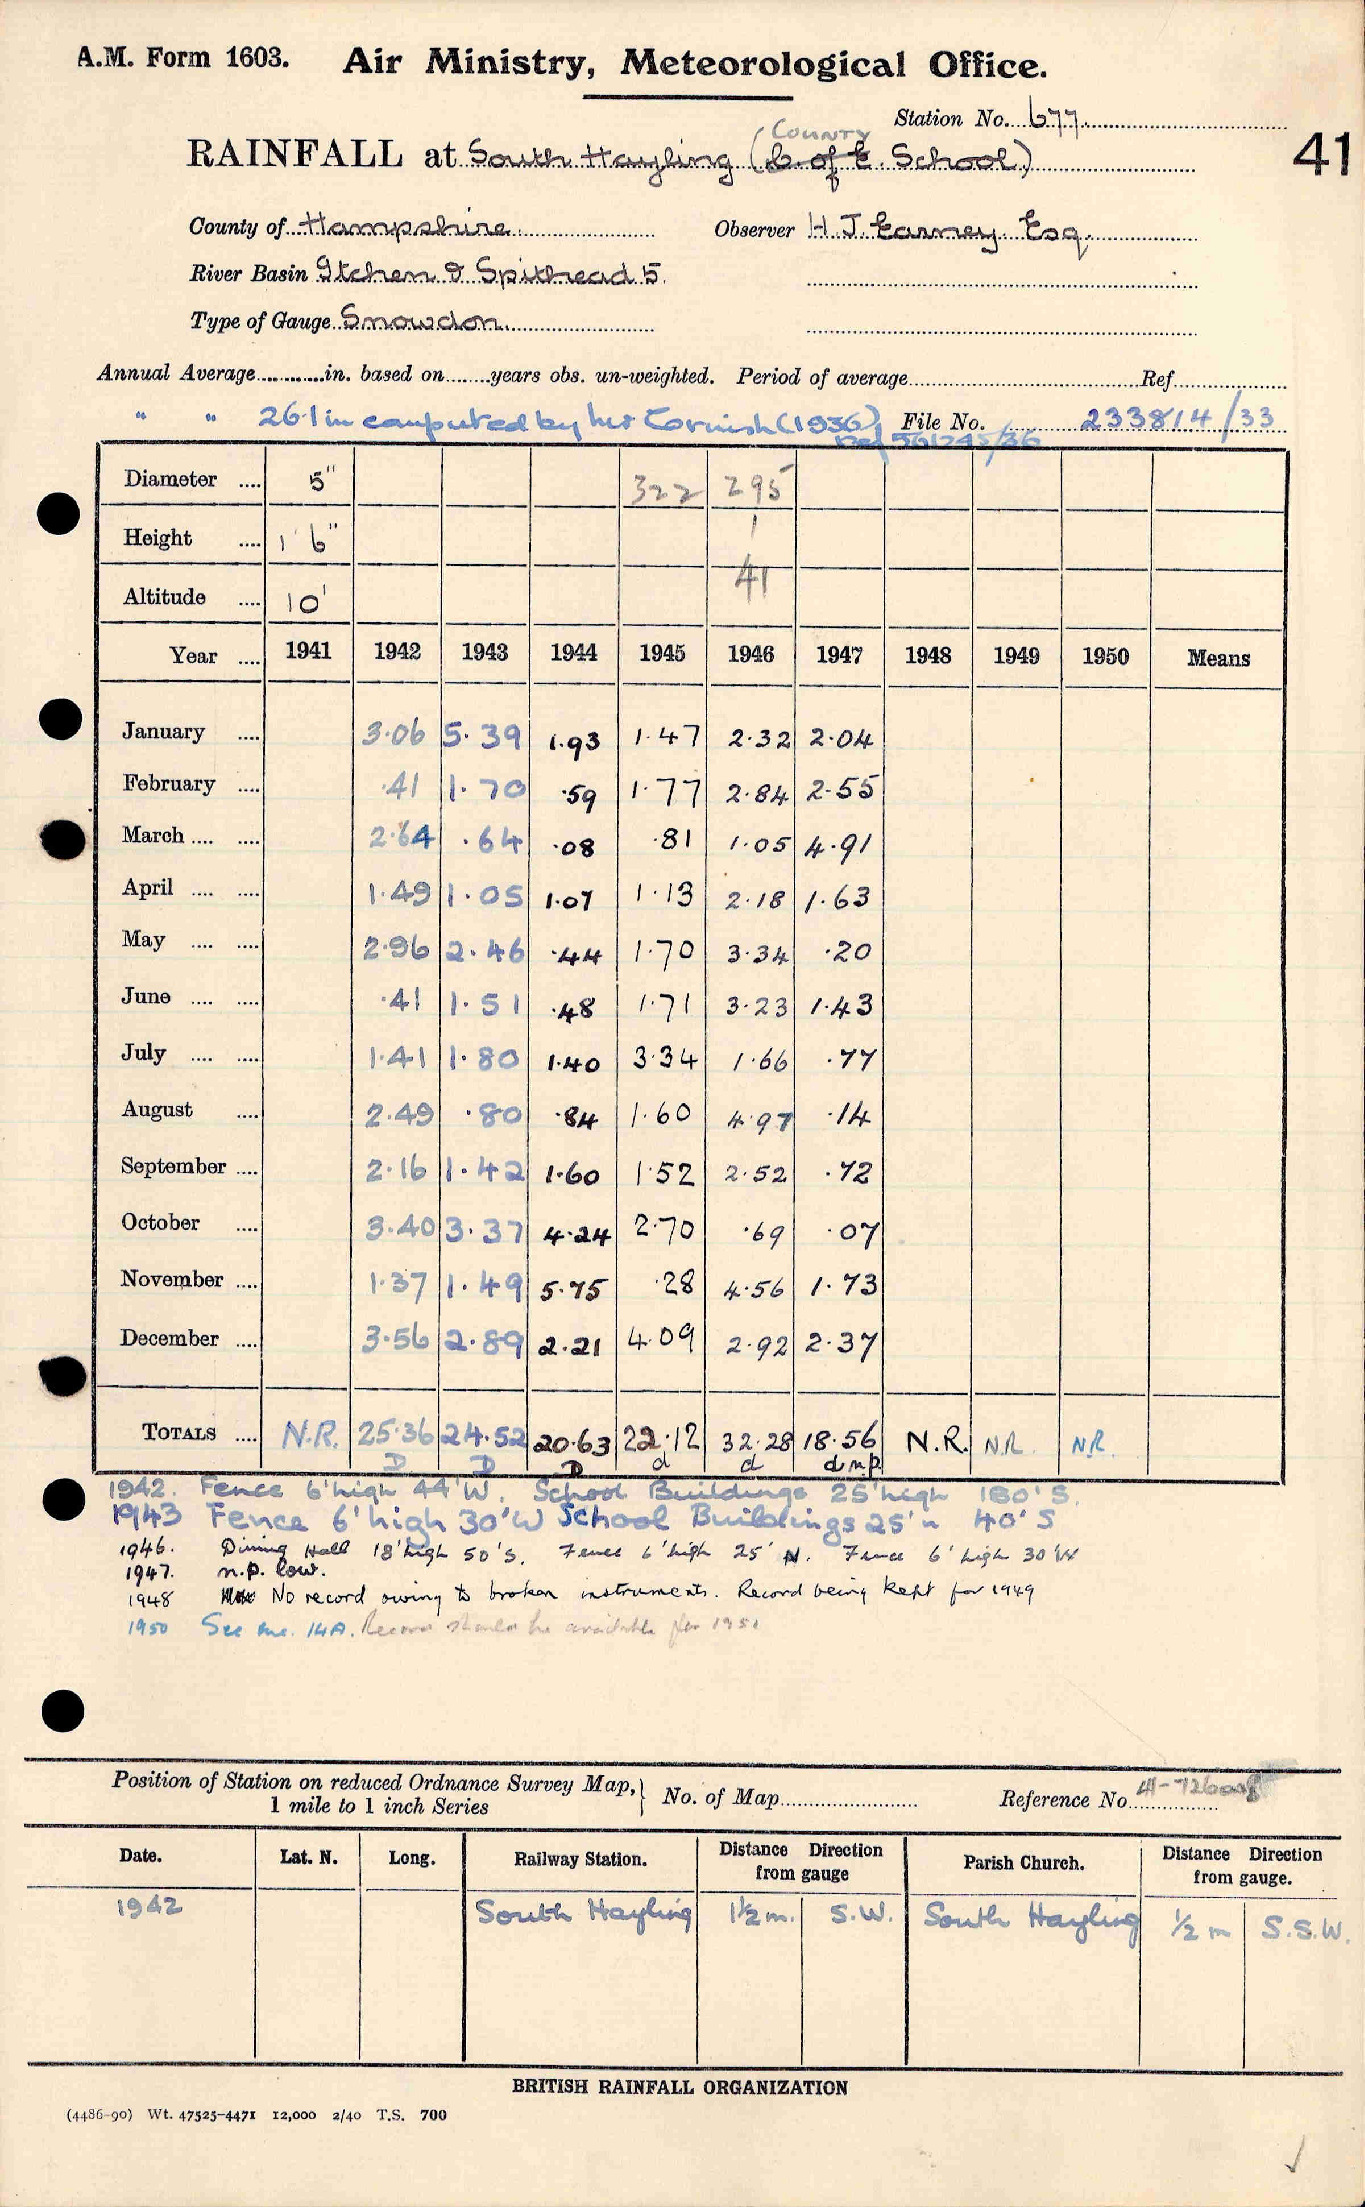 A.M. Form 1603. Air Ministry, Meteorological Office.
Station No. 677.
41
County
RAINFALL at South Hayling (C. of E. School)
County of Hampshire Observer H. J. Earney Esq.
River Basin Itchen & Spithead 5.
Type of Gauge Snowdon
Annual Average............in. based on........years obs. un-weighted. Period of average........Ref........
" " 26.1 in computed by Mr Cornish (1936) File No. 233814/33
Ref 561245/36
Diameter .... 5" 322 295
Height .... 1' 6" 1
Altitude .... 10' 41
Year .... 1941 1942 1943 1944 1945 1946 1947 1948 1949 1950 Means
January .... 3.06 5.39 1.93 1.47 2.32 2.04
February .... .41 1.70 .59 1.77 2.84 2.55
March .... .... 2.64 .64 .08 .81 1.05 4.91
April .... .... 1.49 1.05 1.07 1.13 2.18 1.63
May .... .... 2.96 2.46 .44 1.70 3.34 .20
June .... .... .41 1.51 .48 1.71 3.23 1.43
July .... .... 1.41 1.80 1.40 3.34 1.66 .77
August .... 2.49 .80 .84 1.60 4.97 .14
September .... 2.16 1.42 1.60 1.52 2.52 .72
October .... 3.40 3.37 4.24 2.70 .69 .07
November .... 1.37 1.49 5.75 .28 4.56 1.73
December .... 3.56 2.89 2.21 4.09 2.92 2.37
TOTALS .... N.R. 25.36 24.52 20.63 22.12 32.28 18.56 N.R. N.R. N.R.
D D D d d d n.p.
1942. Fence 6' high 44' W. School Buildings 25' high 180' S.
1943 Fence 6' high 30' W School Buildings 25' h 40' S
1946. Dining Hall 18' high 50' S. Fence 6' high 25' N. Fence 6' high 30' W
1947. n.p. low.
1948 No record owing to broken instruments. Record being kept for 1949
1950 See enc. 14A. Record should be available for 1951
Position of Station on reduced Ordnance Survey Map, } No. of Map........ Reference No. 41-726008
1 mile to 1 inch Series
Date. Lat. N. Long. Railway Station. Distance Direction from gauge Parish Church. Distance Direction from gauge.
1942 South Hayling 1½ m. S.W. South Hayling ½ m S.S.W.
BRITISH RAINFALL ORGANIZATION
(4486-90) Wt. 47525-4471 12,000 2/40 T.S. 700